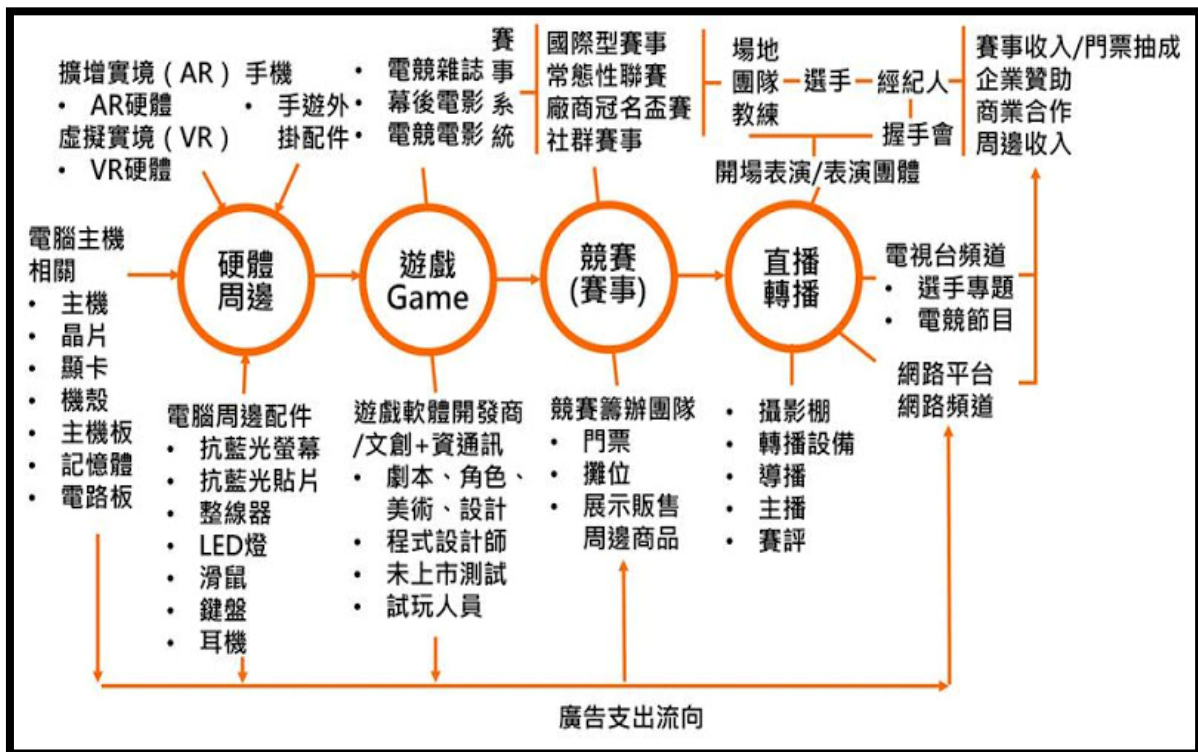 擴增實境（AR）
• AR硬體
虛擬實境（VR）
• VR硬體
手機
• 手遊外
掛配件
• 電競雜誌
• 幕後電影
• 電競電影
賽
事
系
統
國際型賽事
常態性聯賽
廠商冠名盃賽
社群賽事
場地
團隊
教練
選手
經紀人
握手會
開場表演/表演團體
賽事收入/門票抽成
企業贊助
商業合作
周邊收入
電腦主機
相關
• 主機
• 晶片
• 顯卡
• 機殼
• 主機板
• 記憶體
• 電路板
硬體
周邊
遊戲
Game
競賽
(賽事)
直播
轉播
電視台頻道
• 選手專題
• 電競節目
網路平台
網路頻道
電腦周邊配件
• 抗藍光螢幕
• 抗藍光貼片
• 整線器
• LED燈
• 滑鼠
• 鍵盤
• 耳機
遊戲軟體開發商
/文創+資通訊
• 劇本、角色、
美術、設計
• 程式設計師
• 未上市測試
• 試玩人員
競賽籌辦團隊
• 門票
• 攤位
• 展示販售
周邊商品
• 攝影棚
• 轉播設備
• 導播
• 主播
• 賽評
廣告支出流向